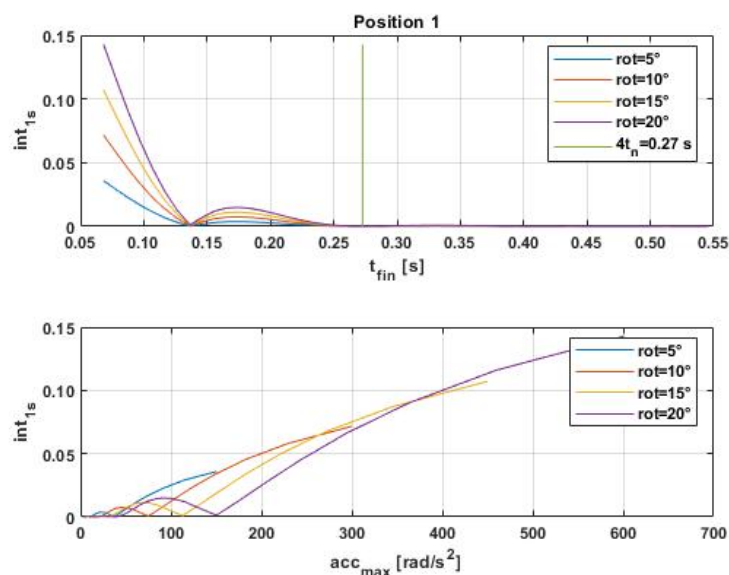 Position 1
int1s
0.15
0.10
0.05
0
0.05
0.10
0.15
0.20
0.25
0.30
0.35
0.40
0.45
0.50
0.55
tfin [s]
rot=5°
rot=10°
rot=15°
rot=20°
4tn=0.27 s
int1s
0.15
0.10
0.05
0
0
100
200
300
400
500
600
700
accmax [rad/s²]
rot=5°
rot=10°
rot=15°
rot=20°